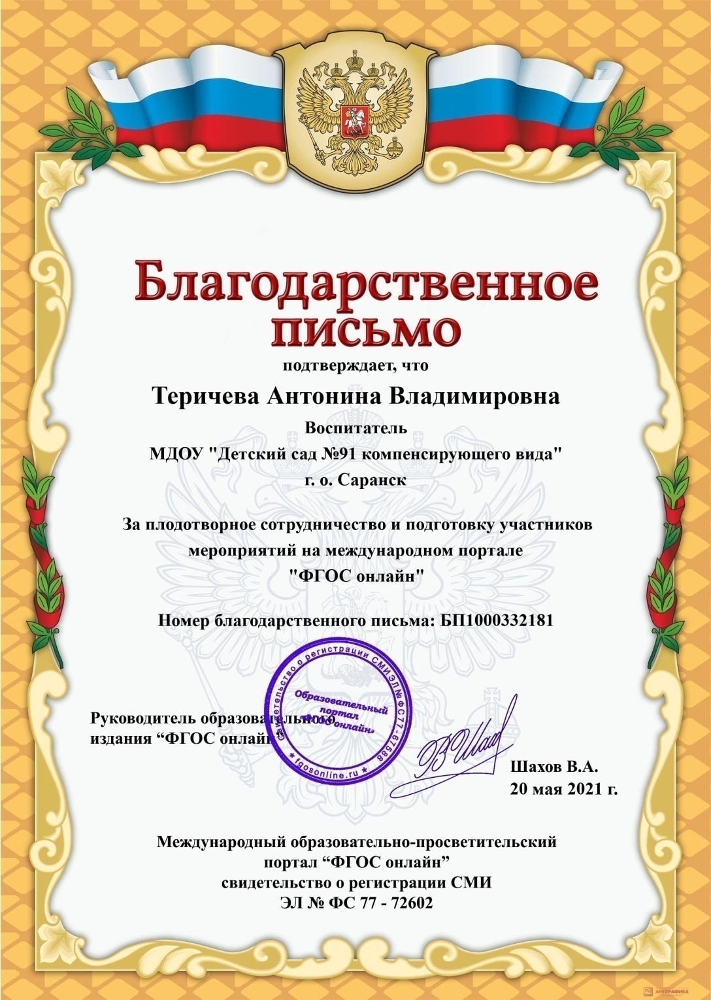 Благодарственное
письмо
подтверждает, что
Теричева Антонина Владимировна
Воспитатель
МДОУ "Детский сад №91 компенсирующего вида"
г. о. Саранск
За плодотворное сотрудничество и подготовку участников
мероприятий на международном портале
"ФГОС онлайн"
Номер благодарственного письма: БП1000332181
Свидетельство о регистрации СМИ ЭЛ № ФС 77 - 67588
Образовательный
портал
«ФГОС онлайн»
* fgosonline.ru *
Руководитель образовательного
издания “ФГОС онлайн”
Шахов В.А.
20 мая 2021 г.
Международный образовательно-просветительский
портал “ФГОС онлайн”
свидетельство о регистрации СМИ
ЭЛ № ФС 77 - 72602
АМПГРАФИКА